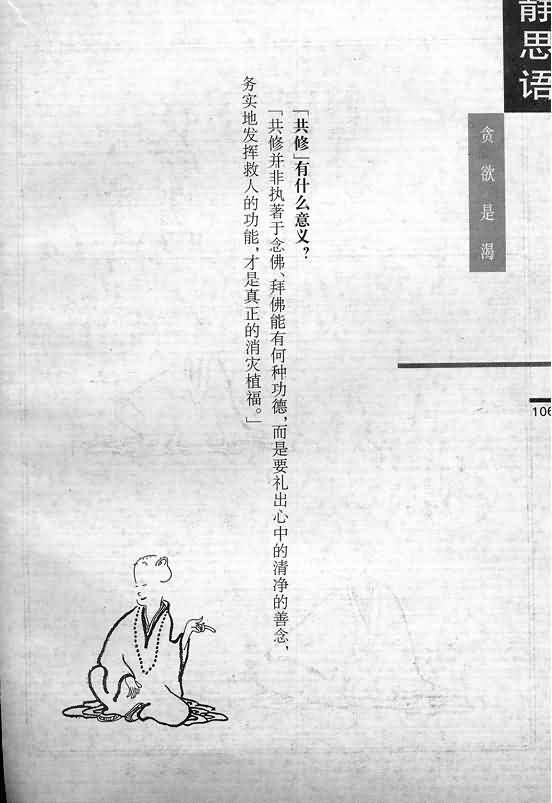 静思语
贪欲是渴
106
「共修」有什么意义？
「共修并非执著于念佛、拜佛能有何种功德，而是要礼出心中的清净的善念，
务实地发挥救人的功能，才是真正的消灾植福。」